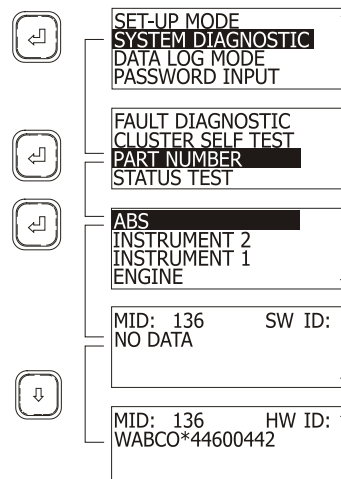 SET-UP MODE
SYSTEM DIAGNOSTIC
DATA LOG MODE
PASSWORD INPUT
FAULT DIAGNOSTIC
CLUSTER SELF TEST
PART NUMBER
STATUS TEST
ABS
INSTRUMENT 2
INSTRUMENT 1
ENGINE
MID: 136 SW ID:
NO DATA
MID: 136 HW ID:
WABCO*44600442